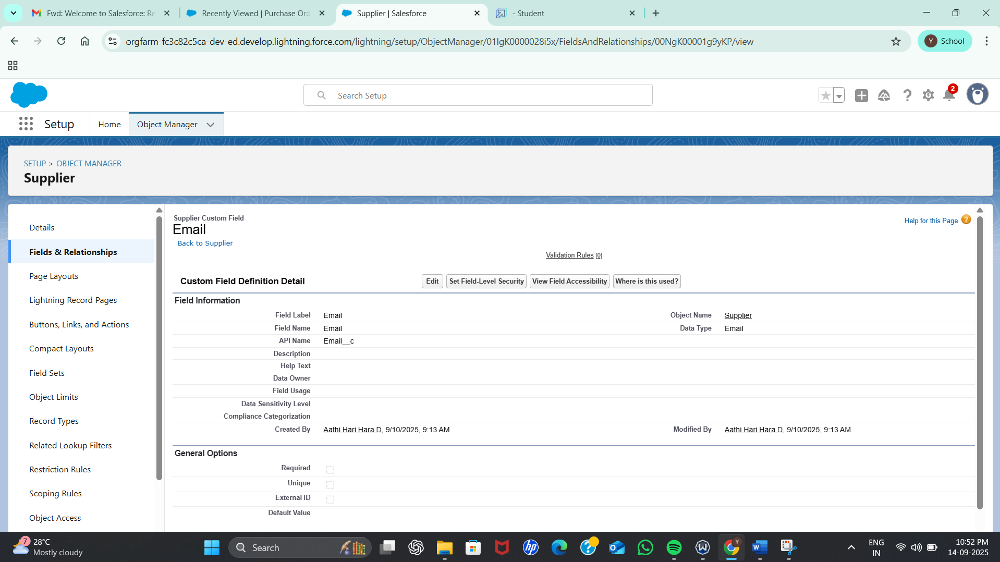 Fwd: Welcome to Salesforce: Re
Recently Viewed | Purchase Ord
Supplier | Salesforce
- Student
orgfarm-fc3c82c5ca-dev-ed.develop.lightning.force.com/lightning/setup/ObjectManager/01IgK0000028i5x/FieldsAndRelationships/00NgK00001g9yKP/view
Y School
Search Setup
2
Setup
Home
Object Manager
SETUP > OBJECT MANAGER
Supplier
Details
Fields & Relationships
Page Layouts
Lightning Record Pages
Buttons, Links, and Actions
Compact Layouts
Field Sets
Object Limits
Record Types
Related Lookup Filters
Restriction Rules
Scoping Rules
Object Access
Supplier Custom Field
Email
Back to Supplier
Help for this Page ?
Validation Rules [0]
Custom Field Definition Detail
Edit
Set Field-Level Security
View Field Accessibility
Where is this used?
Field Information
Field Label Email
Object Name Supplier
Field Name Email
Data Type Email
API Name Email__c
Description
Help Text
Data Owner
Field Usage
Data Sensitivity Level
Compliance Categorization
Created By Aathi Hari Hara D, 9/10/2025, 9:13 AM
Modified By Aathi Hari Hara D, 9/10/2025, 9:13 AM
General Options
Required
Unique
External ID
Default Value
7
28°C
Mostly cloudy
Search
hp
W
Y
ENG
IN
10:52 PM
14-09-2025